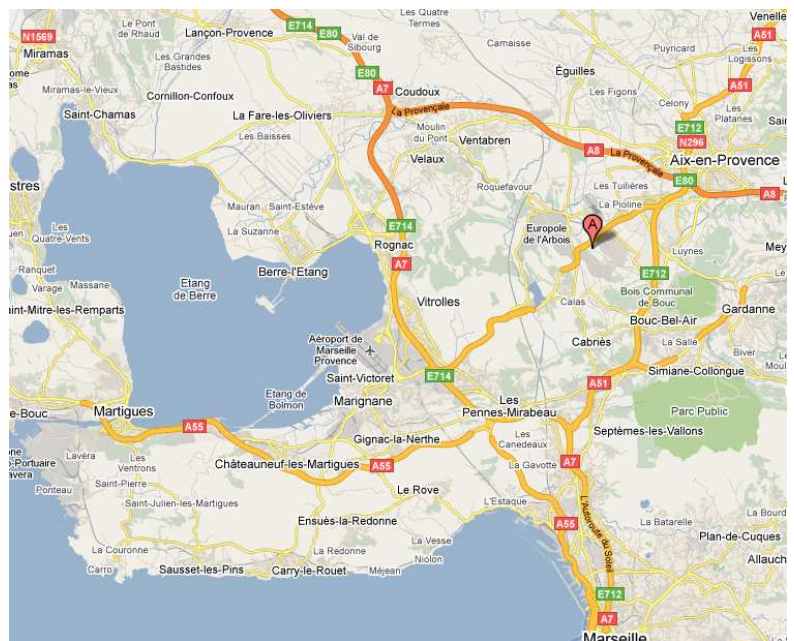 Les Quatre Termes
Venelle
Le Pont de Rhaud
E714
N1569
Lançon-Provence
E80
Val de Sibourg
Camaisse
Puyricard
A51
Les Logissons
Miramas
Les Grandes Bastides
Éguilles
E80
A7
Coudoux
Les Figons
Celony
A51
Miramas-le-Vieux
Cornillon-Confoux
Les Platanes
Saint-Chamas
La Fare-les-Oliviers
La Provençale
E712
Les Baisses
Moulin du Pont
Ventabren
N296
A8
La Provençale
Aix-en-Provence
Velaux
E80
Roquefavour
Les Tuilières
A8
La Pioline
Mauran
Saint-Estève
Les Quatre-Vents
La Suzanne
E714
Europole de l'Arbois
A
Rognac
Luynes
Mey
Berre-l'Etang
A7
E712
Ranquet
Massane
Etang de Berre
Varage
Vitrolles
Calas
Bois Communal de Bouc
Saint-Mitre-les-Remparts
Bouc-Bel-Air
Gardanne
Aéroport de Marseille Provence
Cabriès
La Salle
Biver
Saint-Victoret
E714
Simiane-Collongue
Etang de Bolmon
Marignane
A51
Les Pennes-Mirabeau
Martigues
A55
Parc Public
Gignac-la-Nerthe
Septèmes-les-Vallons
Les Canedeaux
Lavéra
Les Ventrons
Châteauneuf-les-Martigues
A55
La Gavotte
A7
Ponteau
Saint-Pierre
Le Rove
Saint-Julien-les-Martigues
L'Estaque
L'Autoroute du Soleil
La Batarelle
La Bourd
Ensuès-la-Redonne
A55
Plan-de-Cuques
La Couronne
La Redonne
La Vesse
Allauch
Niolon
Carro
Sausset-les-Pins
Carry-le-Rouet
Méjean
E712
A7
Marseille